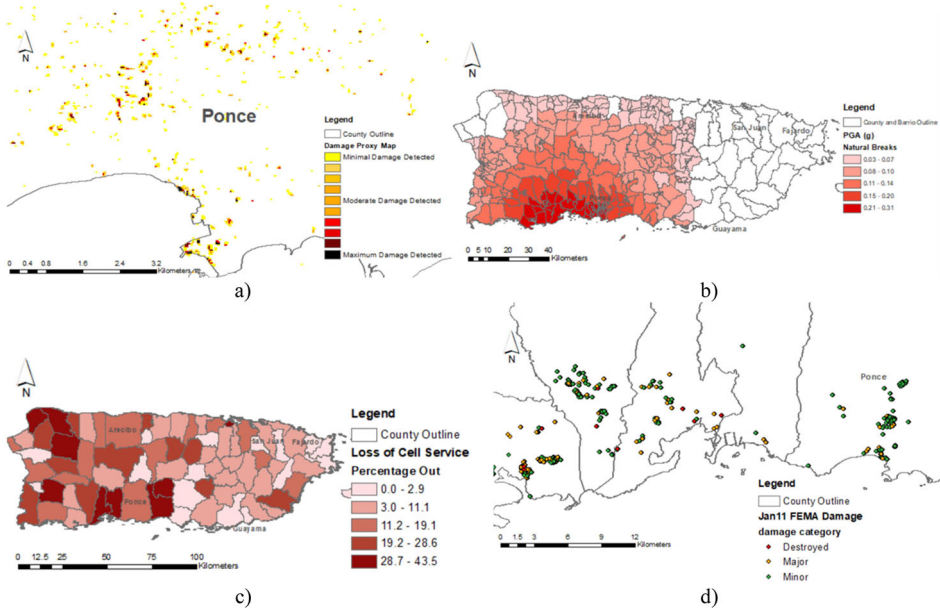 N
Ponce
Legend
County Outline
Damage Proxy Map
Minimal Damage Detected
Moderate Damage Detected
Maximum Damage Detected
0 0.4 0.8 1.6 2.4 3.2
Kilometers
a)
N
Arecibo
San Juan
Fajardo
Guayama
Legend
County and Barrio Outline
PGA (g)
Natural Breaks
0.03 - 0.07
0.08 - 0.10
0.11 - 0.14
0.15 - 0.20
0.21 - 0.31
0 5 10 20 30 40
Kilometers
b)
N
Arecibo
San Juan
Fajardo
Ponce
Guayama
Legend
County Outline
Loss of Cell Service
Percentage Out
0.0 - 2.9
3.0 - 11.1
11.2 - 19.1
19.2 - 28.6
28.7 - 43.5
0 12.5 25 50 75 100
Kilometers
c)
N
Ponce
Legend
County Outline
Jan11 FEMA Damage
damage category
Destroyed
Major
Minor
0 1.5 3 6 9 12
Kilometers
d)